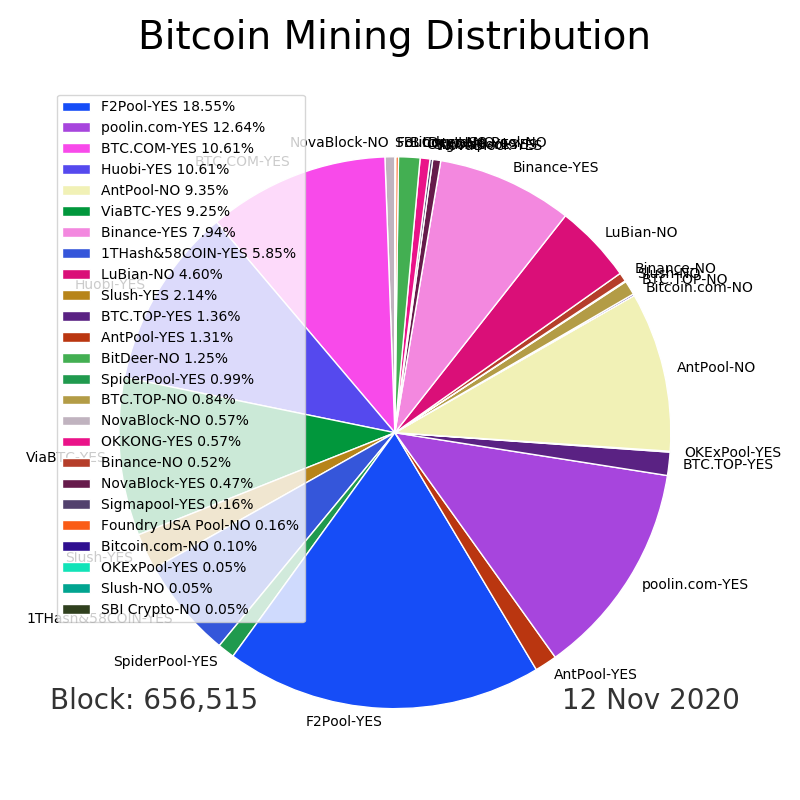 Bitcoin Mining Distribution
F2Pool-YES 18.55%
poolin.com-YES 12.64%
BTC.COM-YES 10.61%
Huobi-YES 10.61%
AntPool-NO 9.35%
ViaBTC-YES 9.25%
Binance-YES 7.94%
1THash&58COIN-YES 5.85%
LuBian-NO 4.60%
Slush-YES 2.14%
BTC.TOP-YES 1.36%
AntPool-YES 1.31%
BitDeer-NO 1.25%
SpiderPool-YES 0.99%
BTC.TOP-NO 0.84%
NovaBlock-NO 0.57%
OKKONG-YES 0.57%
Binance-NO 0.52%
NovaBlock-YES 0.47%
Sigmapool-YES 0.16%
Foundry USA Pool-NO 0.16%
Bitcoin.com-NO 0.10%
OKExPool-YES 0.05%
Slush-NO 0.05%
SBI Crypto-NO 0.05%
NovaBlock-NO
BTC.COM-YES
Huobi-YES
ViaBTC-YES
Slush-YES
1THash&58COIN-YES
SpiderPool-YES
F2Pool-YES
AntPool-YES
poolin.com-YES
BTC.TOP-YES
OKExPool-YES
AntPool-NO
Bitcoin.com-NO
BTC.TOP-NO
Slush-NO
Binance-NO
LuBian-NO
Binance-YES
Block: 656,515
12 Nov 2020